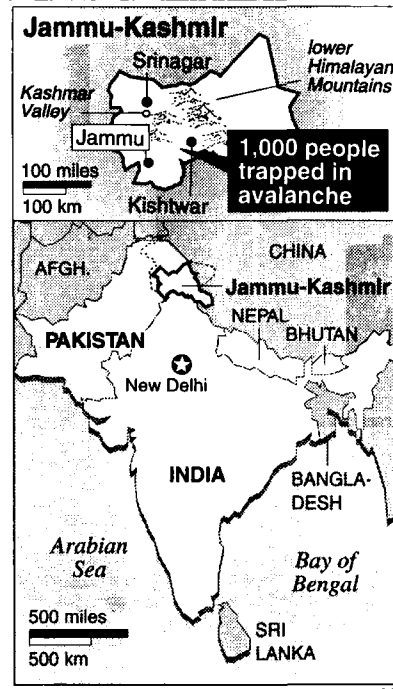 Jammu-Kashmir
Srinagar
lower
Himalayan
Mountains
Kashmar
Valley
Jammu
1,000 people
trapped in
avalanche
100 miles
100 km
Kishtwar
CHINA
AFGH.
Jammu-Kashmir
NEPAL
BHUTAN
PAKISTAN
New Delhi
INDIA
BANGLA-
DESH
Arabian
Sea
Bay of
Bengal
500 miles
500 km
SRI
LANKA